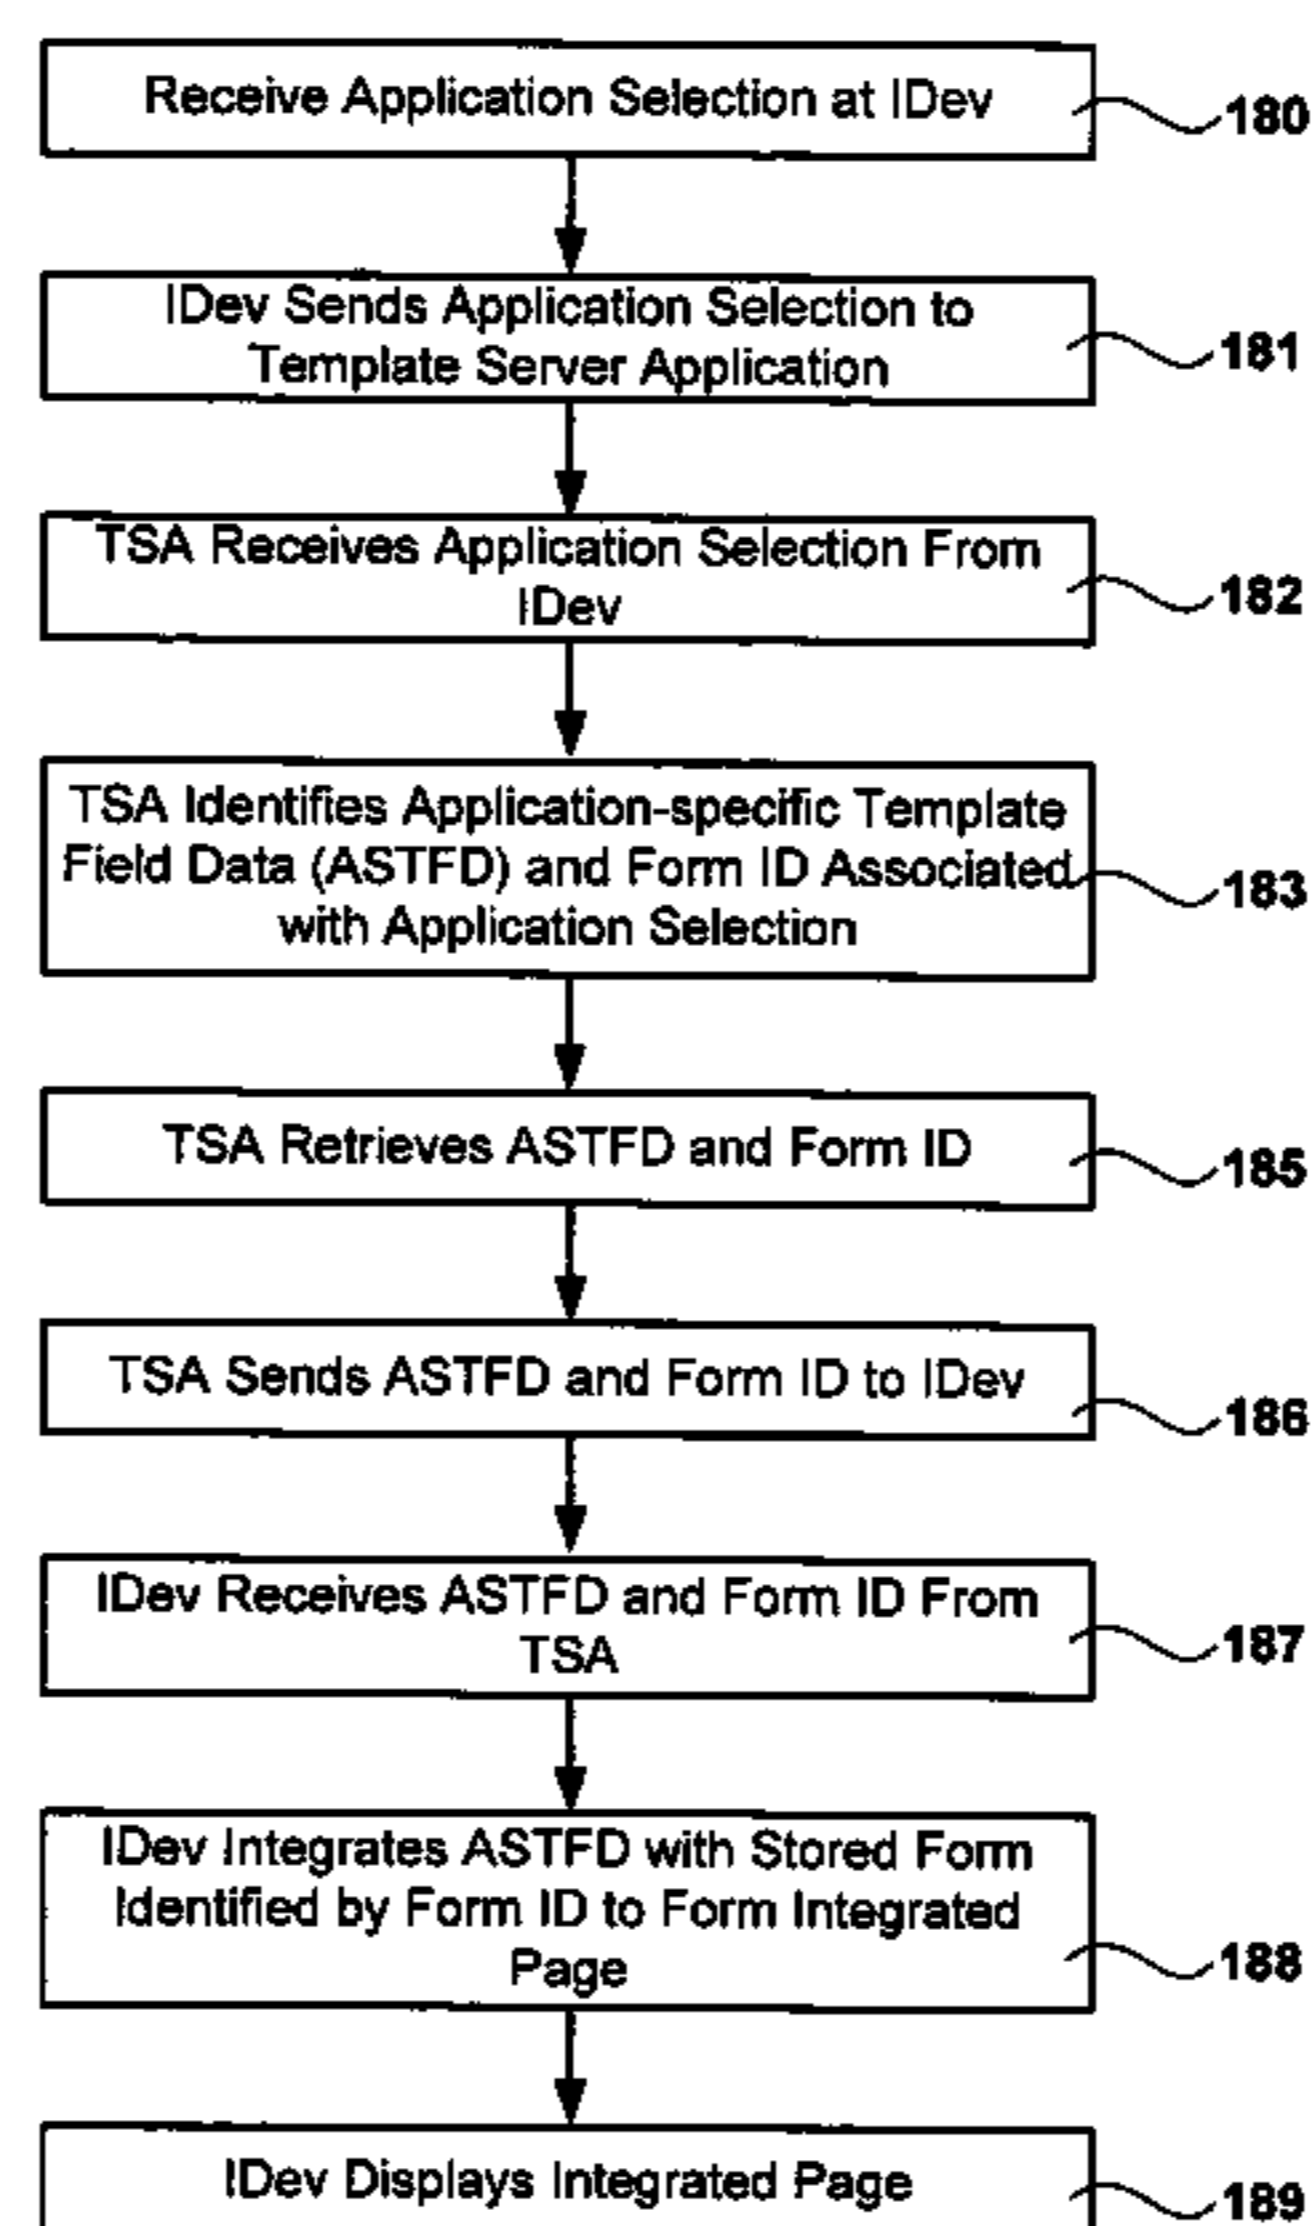 Receive Application Selection at IDev
180
IDev Sends Application Selection to
Template Server Application
181
TSA Receives Application Selection From
IDev
182
TSA Identifies Application-specific Template
Field Data (ASTFD) and Form ID Associated
with Application Selection
183
TSA Retrieves ASTFD and Form ID
185
TSA Sends ASTFD and Form ID to IDev
186
IDev Receives ASTFD and Form ID From
TSA
187
IDev Integrates ASTFD with Stored Form
Identified by Form ID to Form Integrated
Page
188
IDev Displays Integrated Page
189